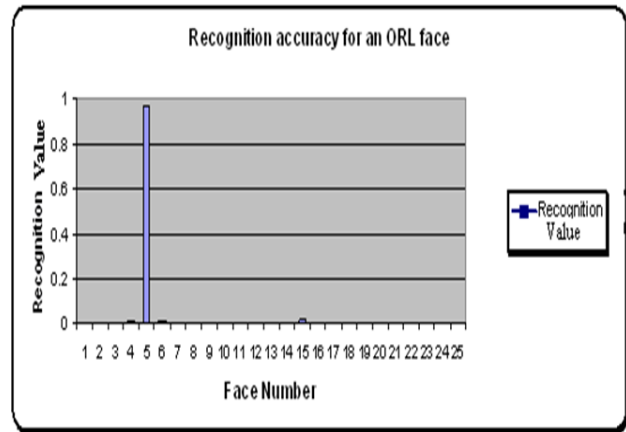 Recognition accuracy for an ORL face
Recognition Value
1
0.8
0.6
0.4
0.2
0
1 2 3 4 5 6 7 8 9 10 11 12 13 14 15 16 17 18 19 20 21 22 23 24 25
Face Number
Recognition
Value